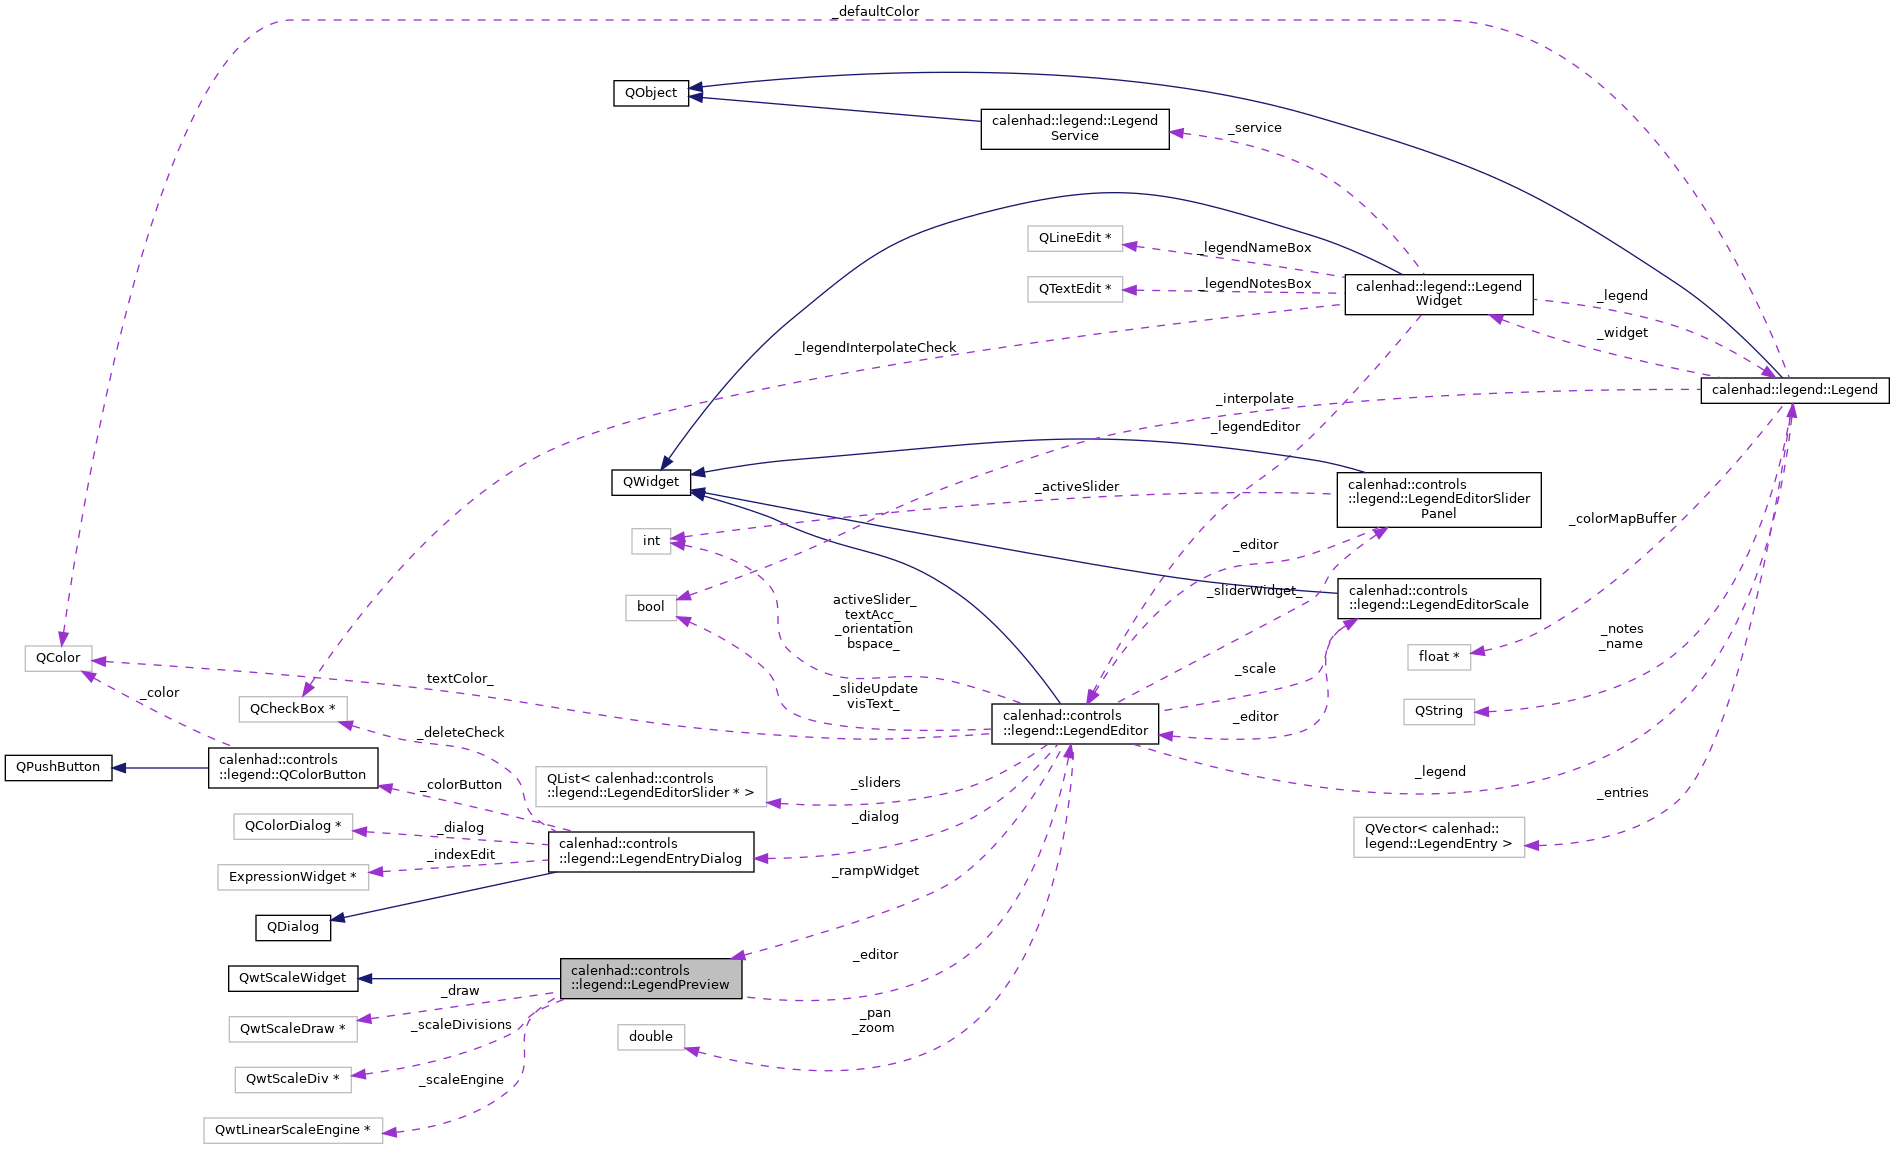 _defaultColor
QObject
calenhad::legend::Legend
Service
_service
QLineEdit *
_legendNameBox
QTextEdit *
_legendNotesBox
calenhad::legend::Legend
Widget
_legend
_widget
_legendInterpolateCheck
calenhad::legend::Legend
_interpolate
_legendEditor
QWidget
_activeSlider
calenhad::controls
::legend::LegendEditorSlider
Panel
_colorMapBuffer
int
_editor
bool
activeSlider_
textAcc_
_orientation
bspace_
_sliderWidget_
calenhad::controls
::legend::LegendEditorScale
_notes
_name
float *
QColor
_color
textColor_
_slideUpdate
visText_
_scale
_editor
QCheckBox *
QString
calenhad::controls
::legend::LegendEditor
_deleteCheck
QPushButton
calenhad::controls
::legend::QColorButton
_colorButton
QList< calenhad::controls
::legend::LegendEditorSlider * >
_sliders
_legend
_entries
_dialog
QColorDialog *
_dialog
calenhad::controls
::legend::LegendEntryDialog
QVector< calenhad::
legend::LegendEntry >
_indexEdit
ExpressionWidget *
_rampWidget
QDialog
_editor
QwtScaleWidget
calenhad::controls
::legend::LegendPreview
_draw
QwtScaleDraw *
_scaleDivisions
_pan
_zoom
double
QwtScaleDiv *
_scaleEngine
QwtLinearScaleEngine *